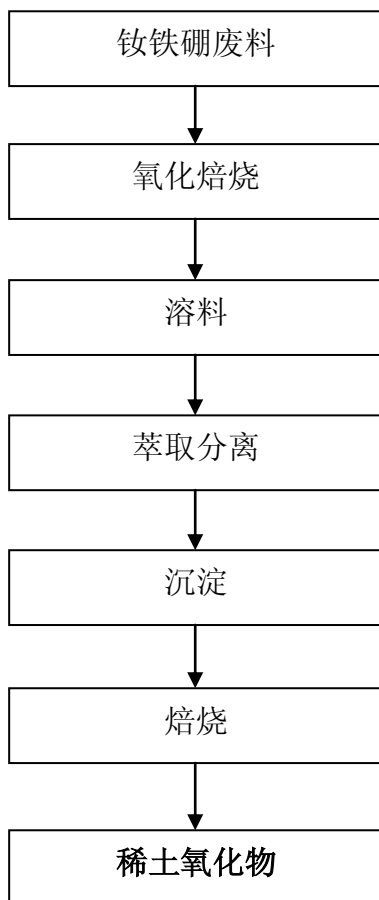 钕铁硼废料
氧化焙烧
溶料
萃取分离
沉淀
焙烧
稀土氧化物